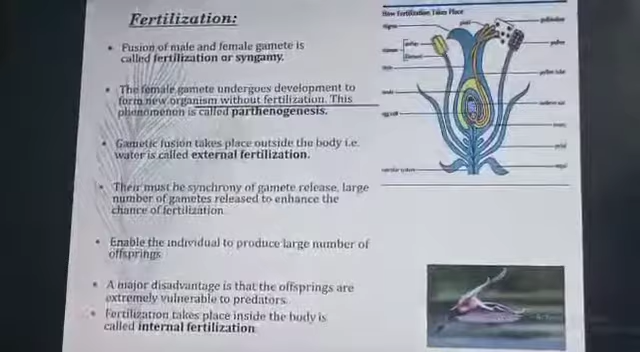 Fertilization:
Fusion of male and female gamete is
called fertilization or syngamy.
The female gamete undergoes development to
form new organism without fertilization. This
phenomenon is called parthenogenesis.
Gametic fusion takes place outside the body i.e.
water is called external fertilization.
Their must be synchrony of gamete release, large
number of gametes released to enhance the
chance of fertilization.
Enable the individual to produce large number of
offsprings
A major disadvantage is that the offsprings are
extremely vulnerable to predators.
Fertilization takes place inside the body is
called internal fertilization
How Fertilization Takes Place
stigma
pollen
pollen tube
ovary
petal
sepal